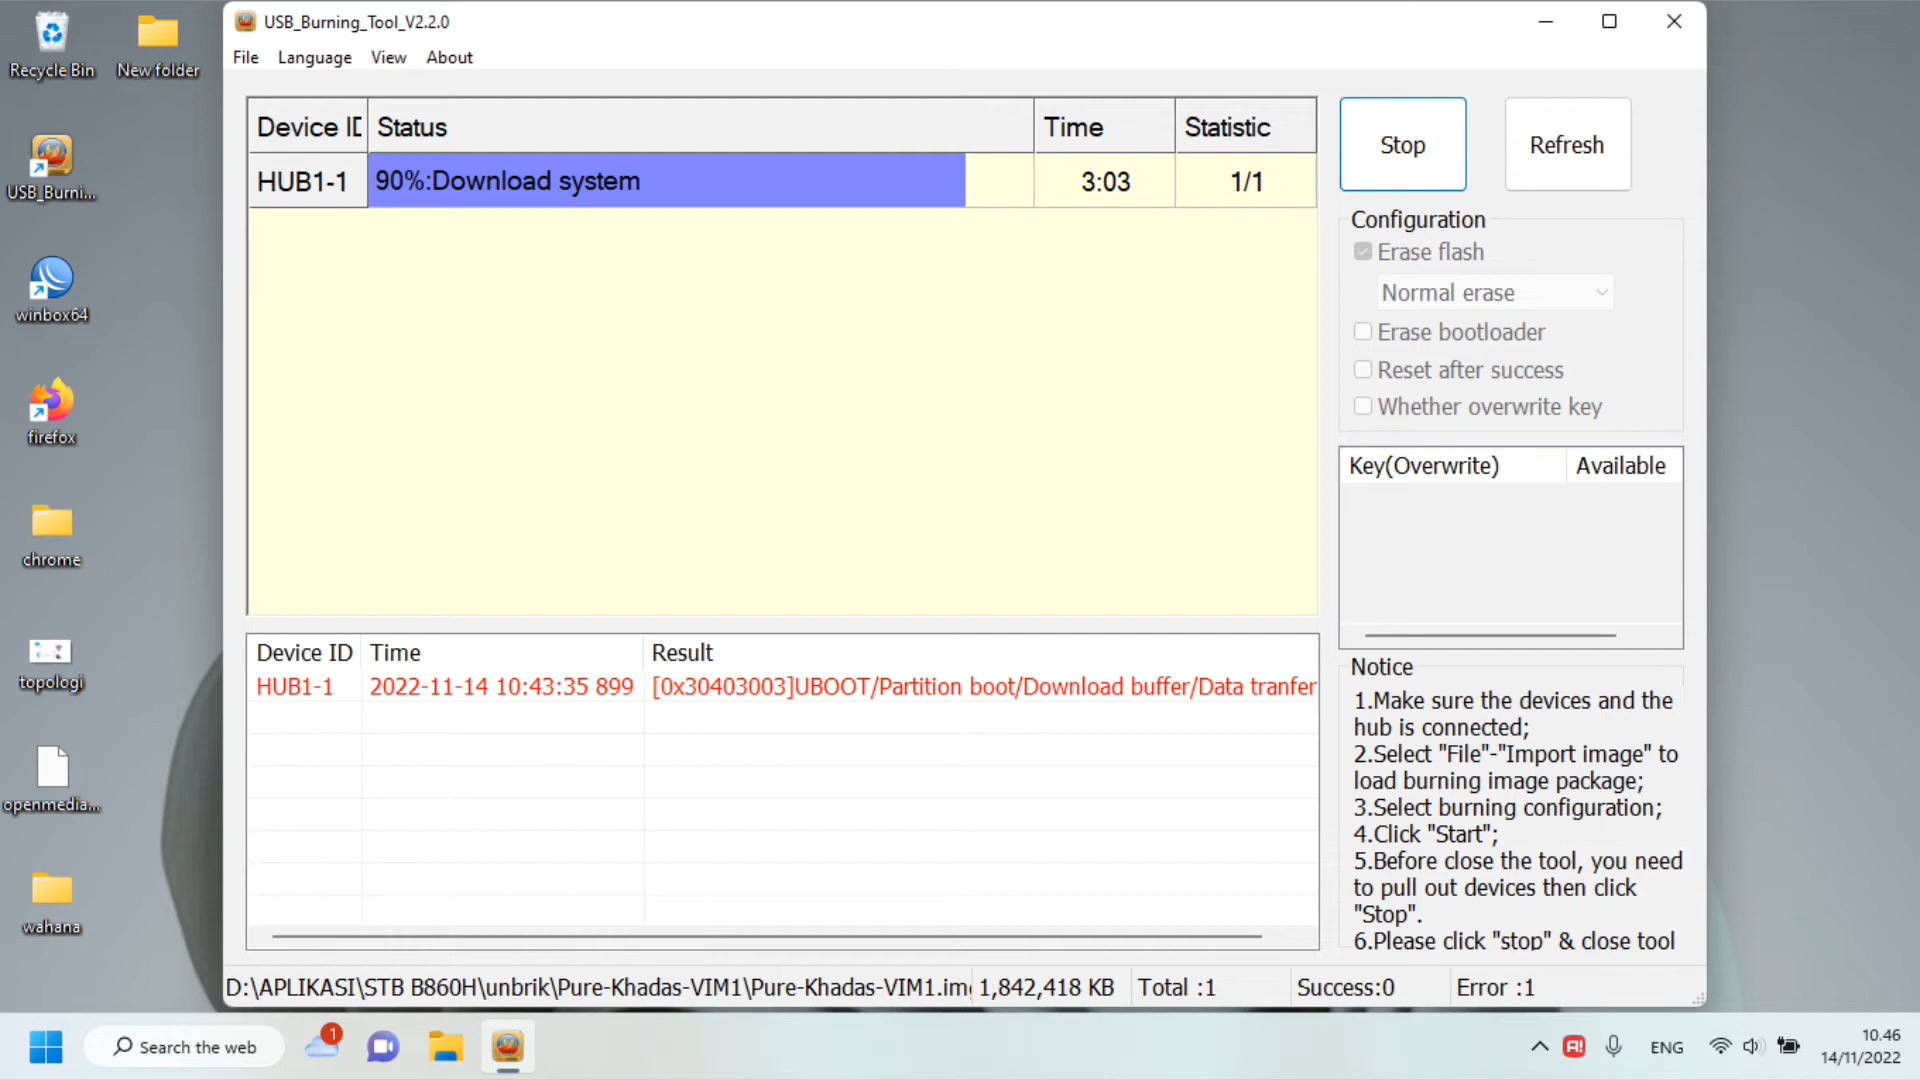 Recycle Bin
New folder
USB_Burni...
winbox64
firefox
chrome
topologi
openmedia...
wahana
USB_Burning_Tool_V2.2.0
File Language View About
Device ID Status Time Statistic
HUB1-1 90%:Download system 3:03 1/1
Stop
Refresh
Configuration
Erase flash
Normal erase
Erase bootloader
Reset after success
Whether overwrite key
Key(Overwrite) Available
Device ID Time Result
HUB1-1 2022-11-14 10:43:35 899 [0x30403003]UBOOT/Partition boot/Download buffer/Data tranfer
Notice
1.Make sure the devices and the
hub is connected;
2.Select "File"-"Import image" to
load burning image package;
3.Select burning configuration;
4.Click "Start";
5.Before close the tool, you need
to pull out devices then click
"Stop".
6.Please click "stop" & close tool
D:\APLIKASI\STB B860H\unbrik\Pure-Khadas-VIM1\Pure-Khadas-VIM1.img 1,842,418 KB Total :1 Success:0 Error :1
1
Search the web
A!
ENG
10.46
14/11/2022